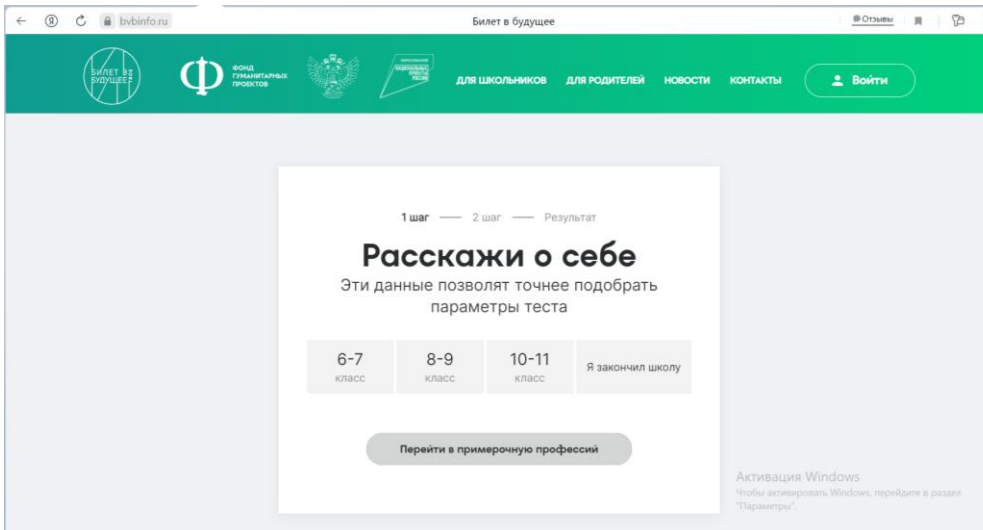 bvbinfo.ru
Билет в будущее
Отзывы
БИЛЕТ В БУДУЩЕЕ
ФОНД
ГУМАНИТАРНЫХ
ПРОЕКТОВ
ДЛЯ ШКОЛЬНИКОВ ДЛЯ РОДИТЕЛЕЙ НОВОСТИ КОНТАКТЫ Войти
1 шаг — 2 шаг — Результат
Расскажи о себе
Эти данные позволят точнее подобрать
параметры теста
6-7 8-9 10-11 Я закончил школу
класс класс класс
Перейти в примерочную профессий
Активация Windows
Чтобы активировать Windows, перейдите в раздел
"Параметры".